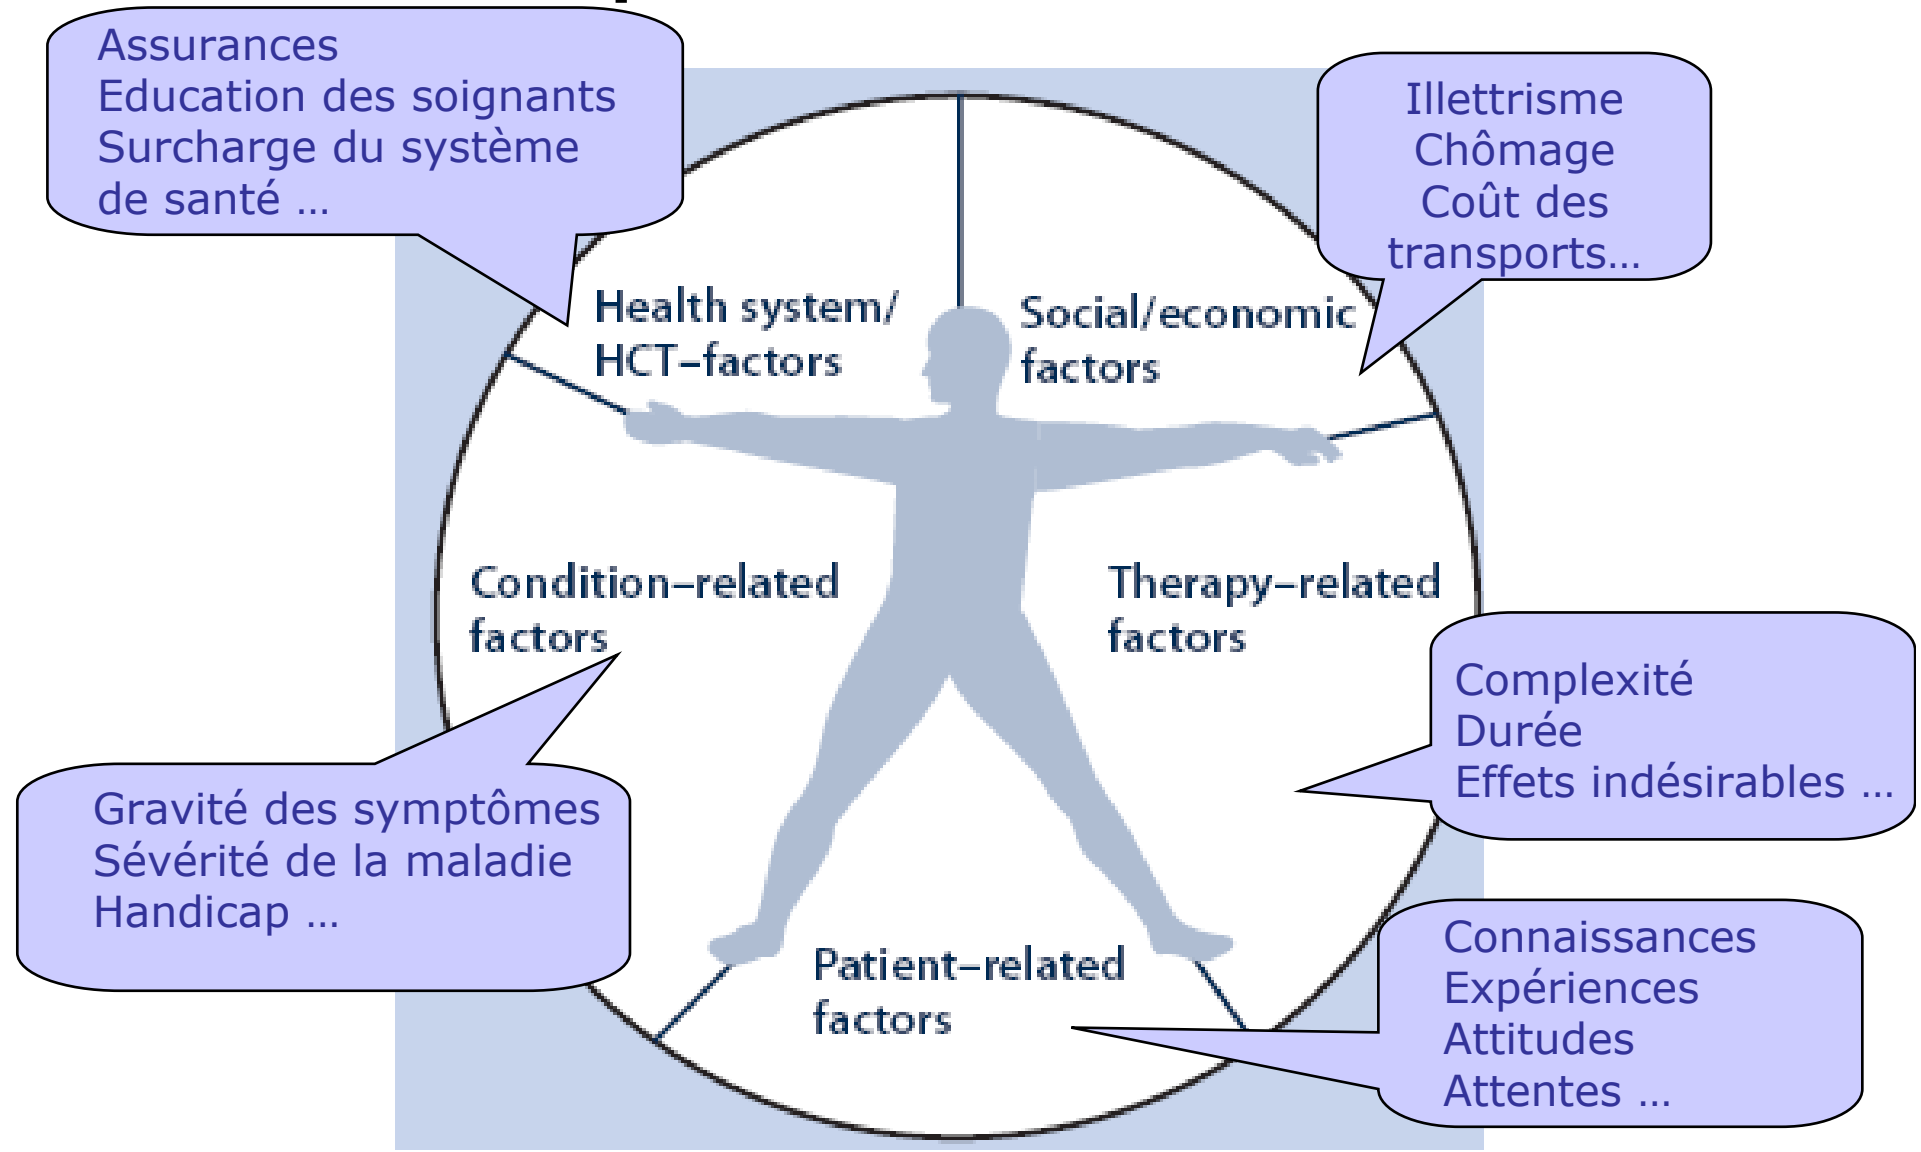 Assurances
Education des soignants
Surcharge du système
de santé ...
Illettrisme
Chômage
Coût des
transports...
Health system/
HCT–factors
Social/economic
factors
Condition–related
factors
Therapy–related
factors
Gravité des symptômes
Sévérité de la maladie
Handicap ...
Complexité
Durée
Effets indésirables ...
Patient–related
factors
Connaissances
Expériences
Attitudes
Attentes ...